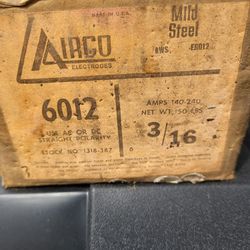 MADE IN U.S.A.
AIRCO
ELECTRODES
Mild
Steel
AWS E6012
6012
USE AC OR DC
STRAIGHT POLARITY
STOCK NO. 1316-387
AMPS 140-240
NET WT. 50 LBS
3/16